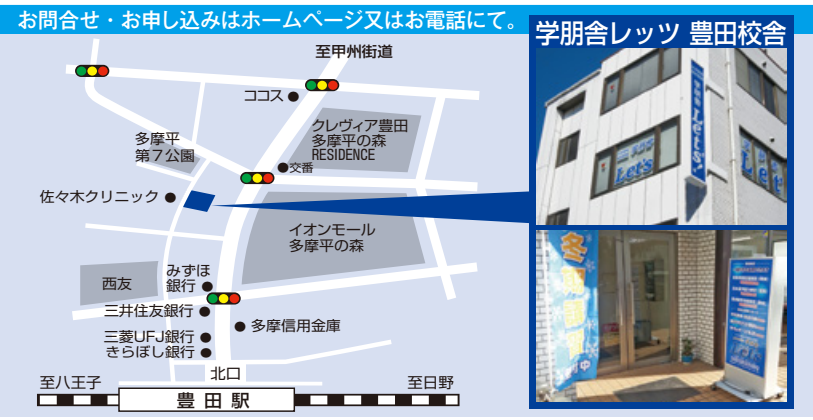 お問合せ・お申し込みはホームページ又はお電話にて。
学朋舎レッツ 豊田校舎
至甲州街道
ココス
クレヴィア豊田
多摩平の森
RESIDENCE
多摩平
第7公園
交番
佐々木クリニック
イオンモール
多摩平の森
西友
みずほ
銀行
三井住友銀行
多摩信用金庫
三菱UFJ銀行
きらぼし銀行
北口
至八王子
至日野
豊田駅
Let's
Let's
Let